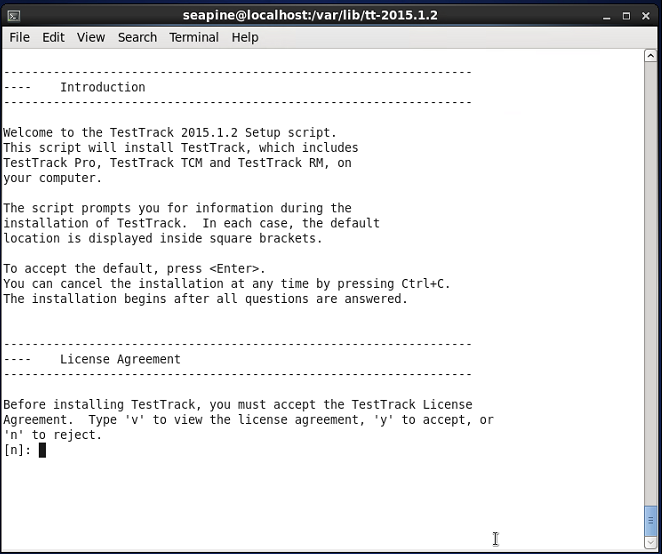 seapine@localhost:/var/lib/tt-2015.1.2
File Edit View Search Terminal Help
-----------------------------------------------------------------
---- Introduction
-----------------------------------------------------------------
Welcome to the TestTrack 2015.1.2 Setup script.
This script will install TestTrack, which includes
TestTrack Pro, TestTrack TCM and TestTrack RM, on
your computer.
The script prompts you for information during the
installation of TestTrack.  In each case, the default
location is displayed inside square brackets.
To accept the default, press <Enter>.
You can cancel the installation at any time by pressing Ctrl+C.
The installation begins after all questions are answered.
-----------------------------------------------------------------
---- License Agreement
-----------------------------------------------------------------
Before installing TestTrack, you must accept the TestTrack License
Agreement.  Type 'v' to view the license agreement, 'y' to accept, or
'n' to reject.
[n]: